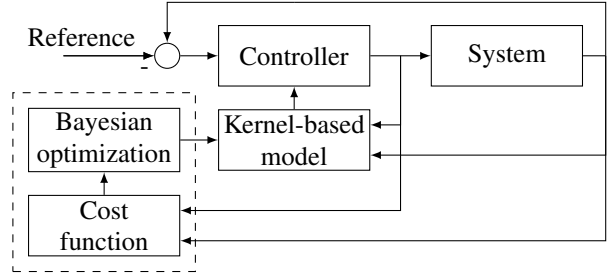 Reference
-
Controller
System
Bayesian
optimization
Kernel-based
model
Cost
function